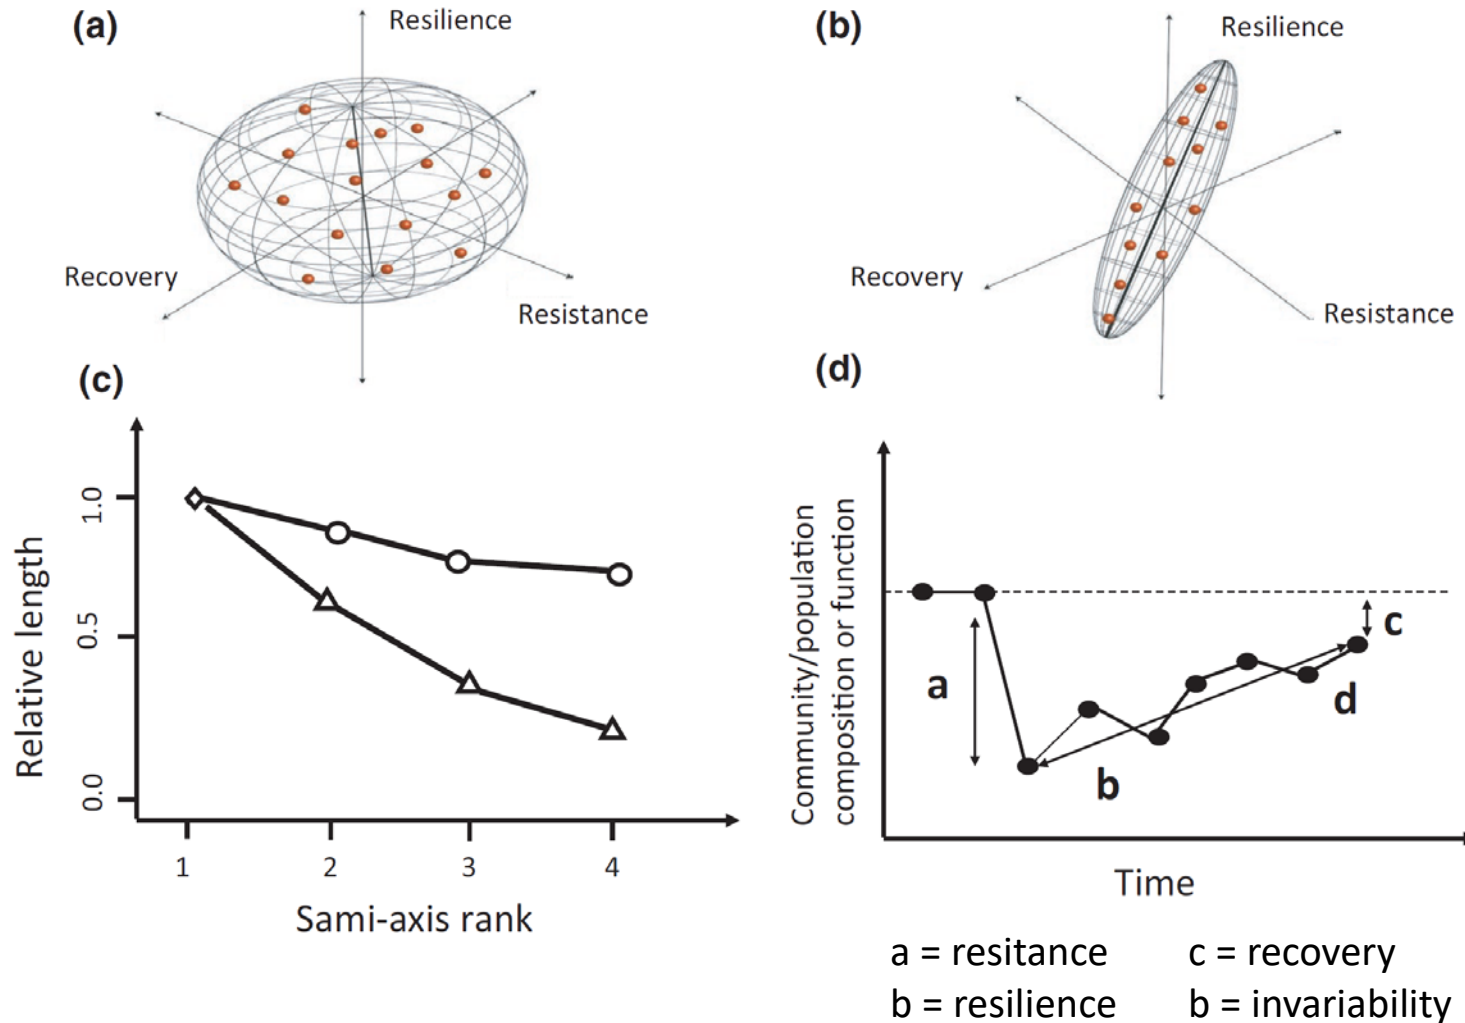 (a)
Resilience
Recovery
Resistance
(b)
Resilience
Recovery
Resistance
(c)
Relative length
1.0
0.5
0.0
1 2 3 4
Sami-axis rank
(d)
Community/population
composition or function
a
b
c
d
Time
a = resitance c = recovery
b = resilience b = invariability